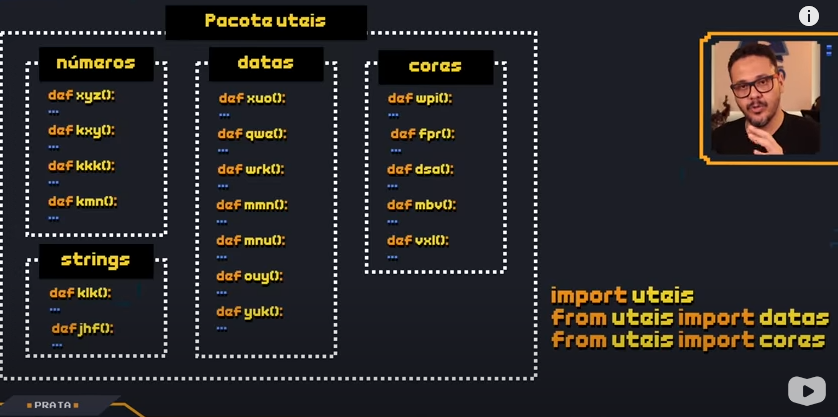 Pacote uteis
números
def xyz():
...
def kxy():
...
def kkk():
...
def kmn():
...
strings
def klk():
...
def jhf():
...
datas
def xuo():
...
def qwe():
...
def wrk():
...
def mmn():
...
def mnu():
...
def ouy():
...
def yuk():
...
cores
def wpi():
...
def fpr():
...
def dsa():
...
def mbv():
...
def vxl():
...
import uteis
from uteis import datas
from uteis import cores
PRATA
i